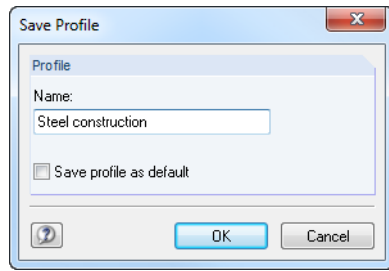 Save Profile
Profile
Name:
Steel construction
Save profile as default
OK Cancel